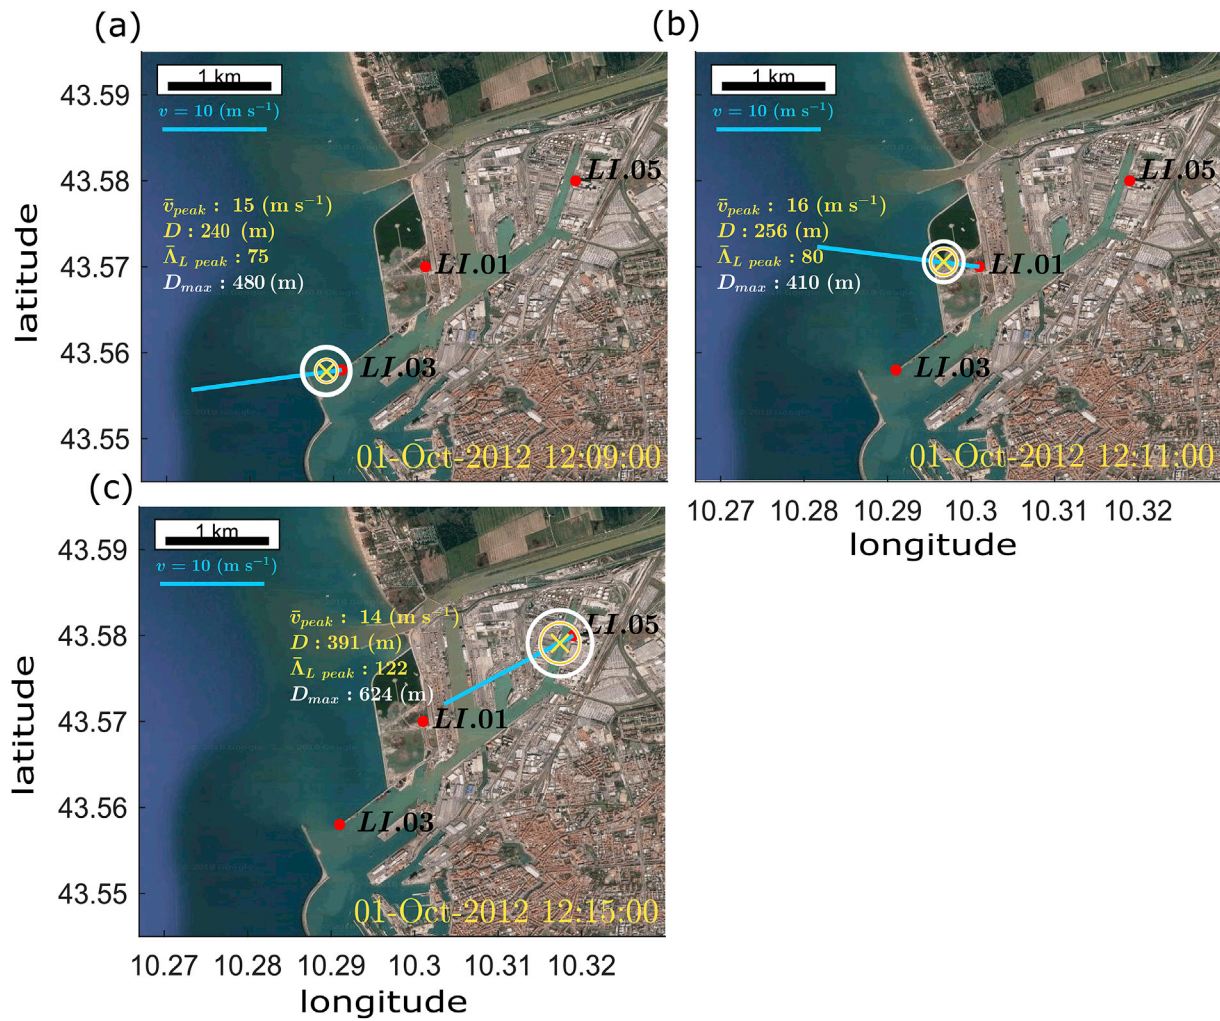 (a)
1 km
v = 10 (m s⁻¹)
v̄peak : 15 (m s⁻¹)
D : 240 (m)
Λ̄L peak : 75
Dmax : 480 (m)
LI.05
LI.01
LI.03
01-Oct-2012 12:09:00
43.59
43.58
43.57
43.56
43.55
latitude
(b)
1 km
v = 10 (m s⁻¹)
v̄peak : 16 (m s⁻¹)
D : 256 (m)
Λ̄L peak : 80
Dmax : 410 (m)
LI.05
LI.01
LI.03
01-Oct-2012 12:11:00
10.27 10.28 10.29 10.3 10.31 10.32
longitude
(c)
1 km
v = 10 (m s⁻¹)
v̄peak : 14 (m s⁻¹)
D : 391 (m)
Λ̄L peak : 122
Dmax : 624 (m)
LI.05
LI.01
LI.03
01-Oct-2012 12:15:00
43.59
43.58
43.57
43.56
43.55
latitude
10.27 10.28 10.29 10.3 10.31 10.32
longitude